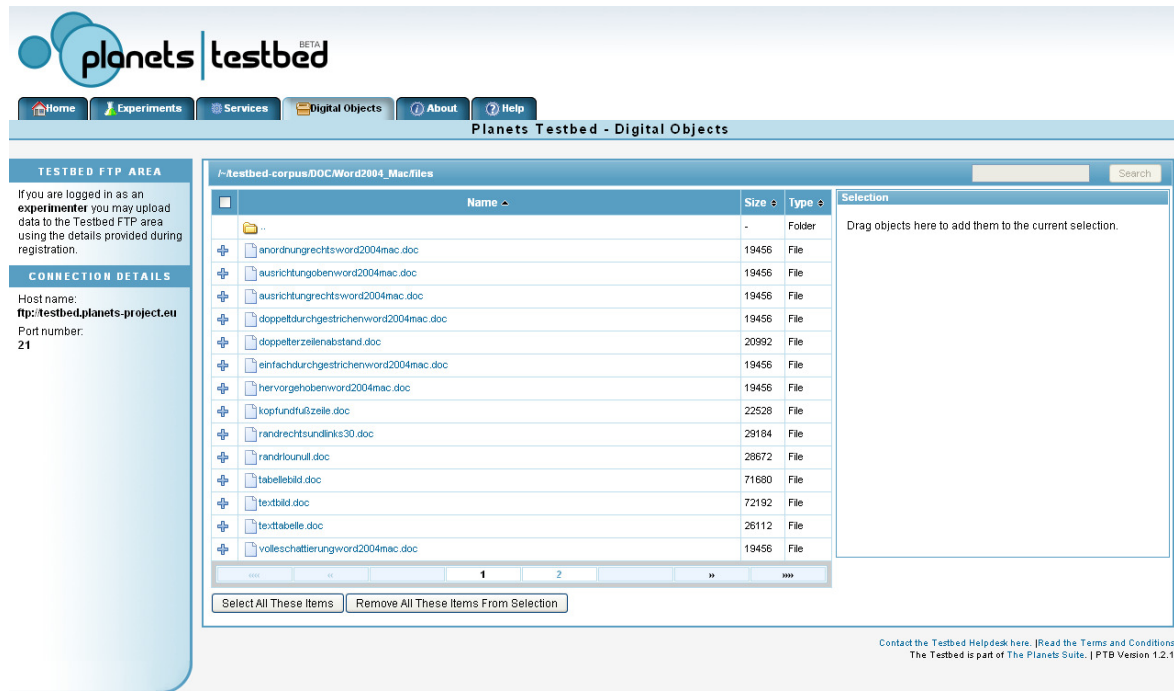 planets testbed BETA
Home Experiments Services Digital Objects About Help
Planets Testbed - Digital Objects
TESTBED FTP AREA
If you are logged in as an
experimenter you may upload
data to the Testbed FTP area
using the details provided during
registration.
CONNECTION DETAILS
Host name:
ftp://testbed.planets-project.eu
Port number:
21
/~/testbed-corpus/DOC/Word2004_Mac/files
Search
Name Size Type
.. - Folder
anordnungrechtsword2004mac.doc 19456 File
ausrichtungobenword2004mac.doc 19456 File
ausrichtungrechtsword2004mac.doc 19456 File
doppeltdurchgestrichenword2004mac.doc 19456 File
doppelterzeilenabstand.doc 20992 File
einfachdurchgestrichenword2004mac.doc 19456 File
hervorgehobenword2004mac.doc 19456 File
kopfundfußzeile.doc 22528 File
randrechtsundlinks30.doc 29184 File
randrlounull.doc 28672 File
tabellebild.doc 71680 File
textbild.doc 72192 File
texttabelle.doc 26112 File
volleschattierungword2004mac.doc 19456 File
«« « 1 2 » »»
Select All These Items Remove All These Items From Selection
Selection
Drag objects here to add them to the current selection.
Contact the Testbed Helpdesk here. |Read the Terms and Conditions
The Testbed is part of The Planets Suite. | PTB Version 1.2.1